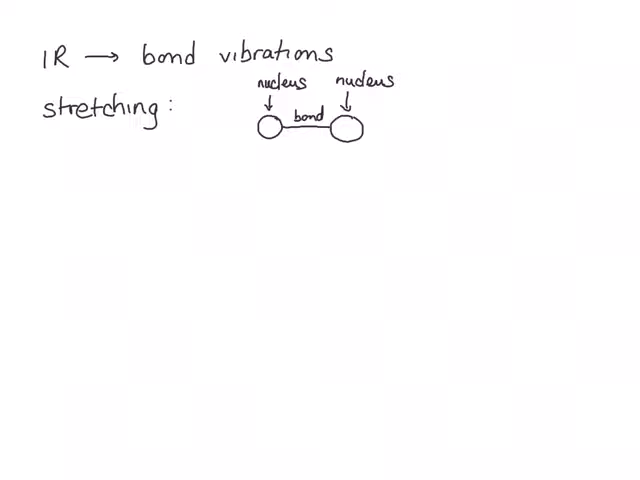 IR → bond vibrations
nucleus nucleus
stretching:
bond